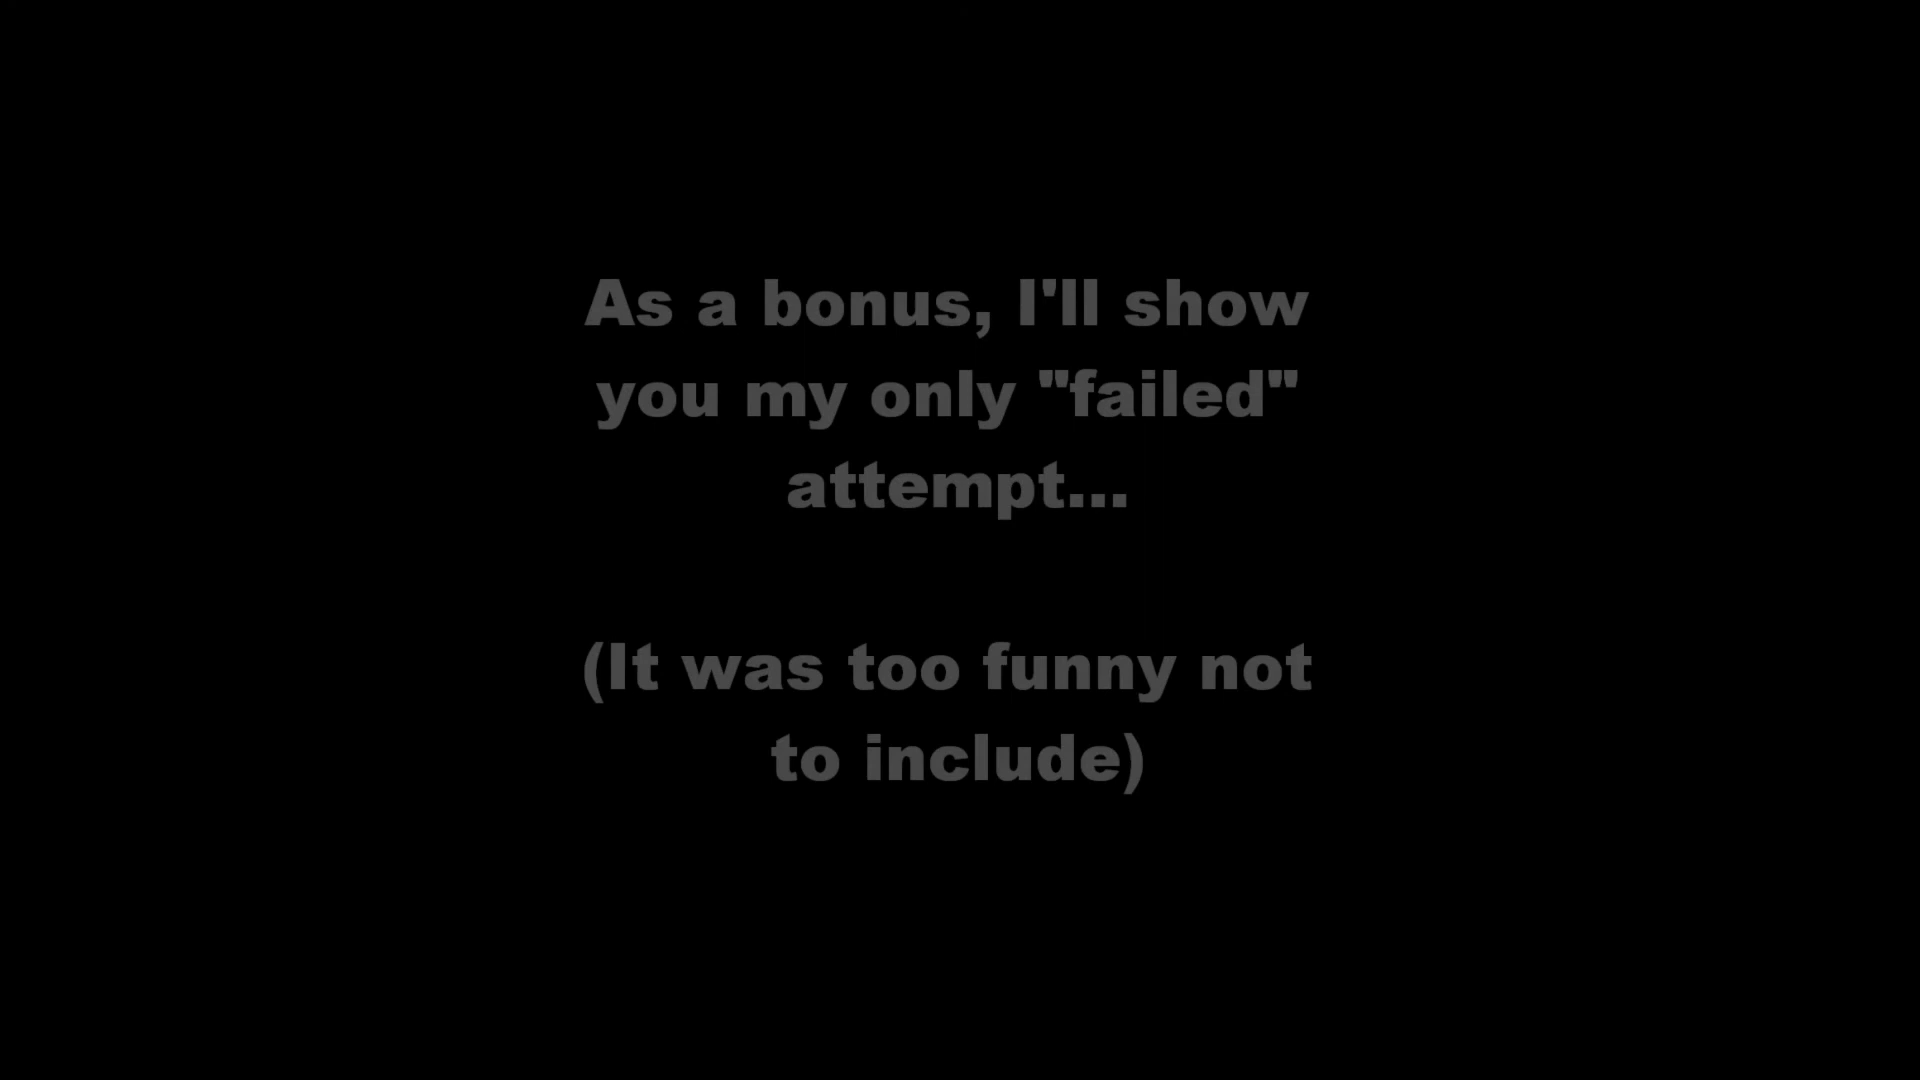 As a bonus, I'll show
you my only "failed"
attempt...
(It was too funny not
to include)